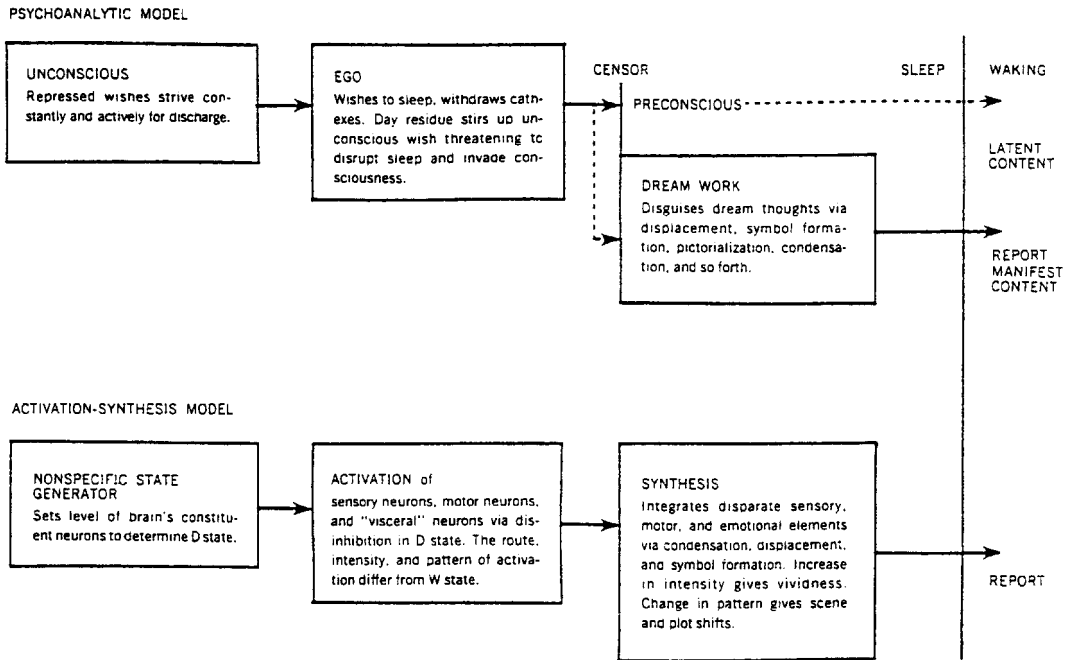 PSYCHOANALYTIC MODEL
UNCONSCIOUS
Repressed wishes strive con-
stantly and actively for discharge.
EGO
Wishes to sleep, withdraws cath-
exes. Day residue stirs up un-
conscious wish threatening to
disrupt sleep and invade con-
sciousness.
CENSOR
PRECONSCIOUS
DREAM WORK
Disguises dream thoughts via
displacement, symbol forma-
tion, pictorialization, condensa-
tion, and so forth.
SLEEP
WAKING
LATENT
CONTENT
REPORT
MANIFEST
CONTENT
ACTIVATION-SYNTHESIS MODEL
NONSPECIFIC STATE
GENERATOR
Sets level of brain's constitu-
ent neurons to determine D state.
ACTIVATION of
sensory neurons, motor neurons,
and "visceral" neurons via dis-
inhibition in D state. The route,
intensity, and pattern of activa-
tion differ from W state.
SYNTHESIS
Integrates disparate sensory,
motor, and emotional elements
via condensation, displacement,
and symbol formation. Increase
in intensity gives vividness.
Change in pattern gives scene
and plot shifts.
REPORT